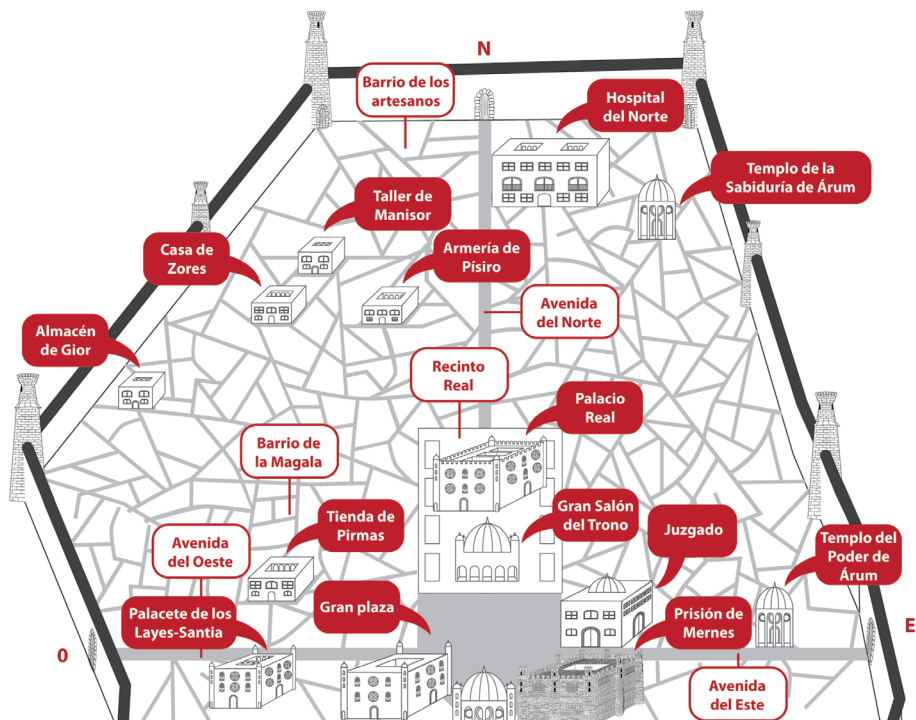 N
Barrio de los
artesanos
Hospital
del Norte
Templo de la
Sabiduría de Árum
Taller de
Manisor
Casa de
Zores
Armería de
Písiro
Avenida
del Norte
Almacén
de Gior
Recinto
Real
Palacio
Real
Barrio de
la Magala
Gran Salón
del Trono
Tienda de
Pirmas
Juzgado
Templo del
Poder de
Árum
Avenida
del Oeste
Palacete de los
Layes-Santia
Gran plaza
Prisión de
Mernes
E
O
Avenida
del Este